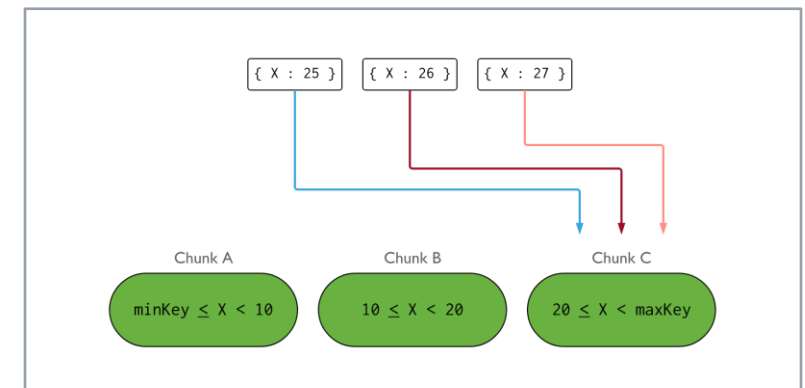 { X : 25 } { X : 26 } { X : 27 }
Chunk A Chunk B Chunk C
minKey ≤ X < 10 10 ≤ X < 20 20 ≤ X < maxKey